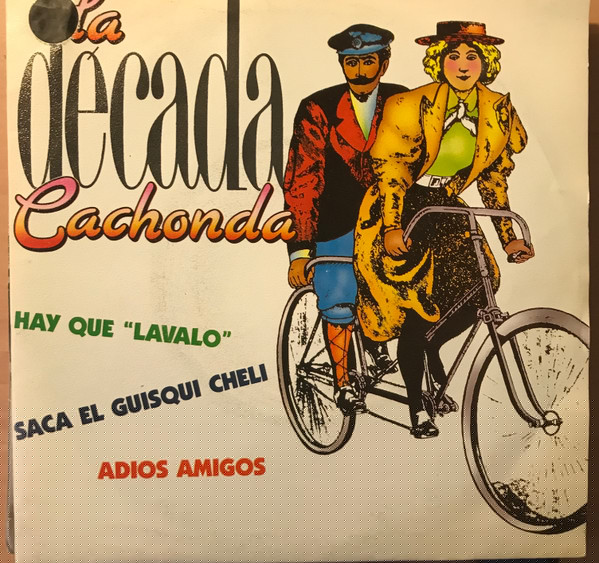 La
década
Cachonda
HAY QUE "LAVALO"
SACA EL GUISQUI CHELI
ADIOS AMIGOS